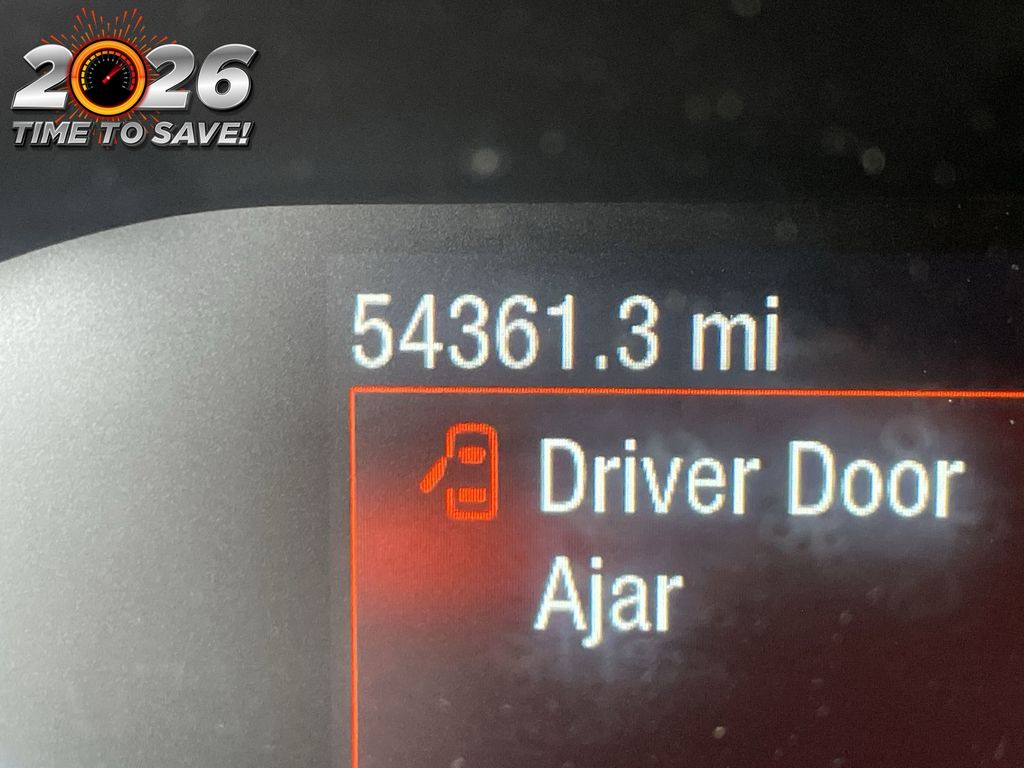 2026
TIME TO SAVE!
54361.3 mi
Driver Door
Ajar